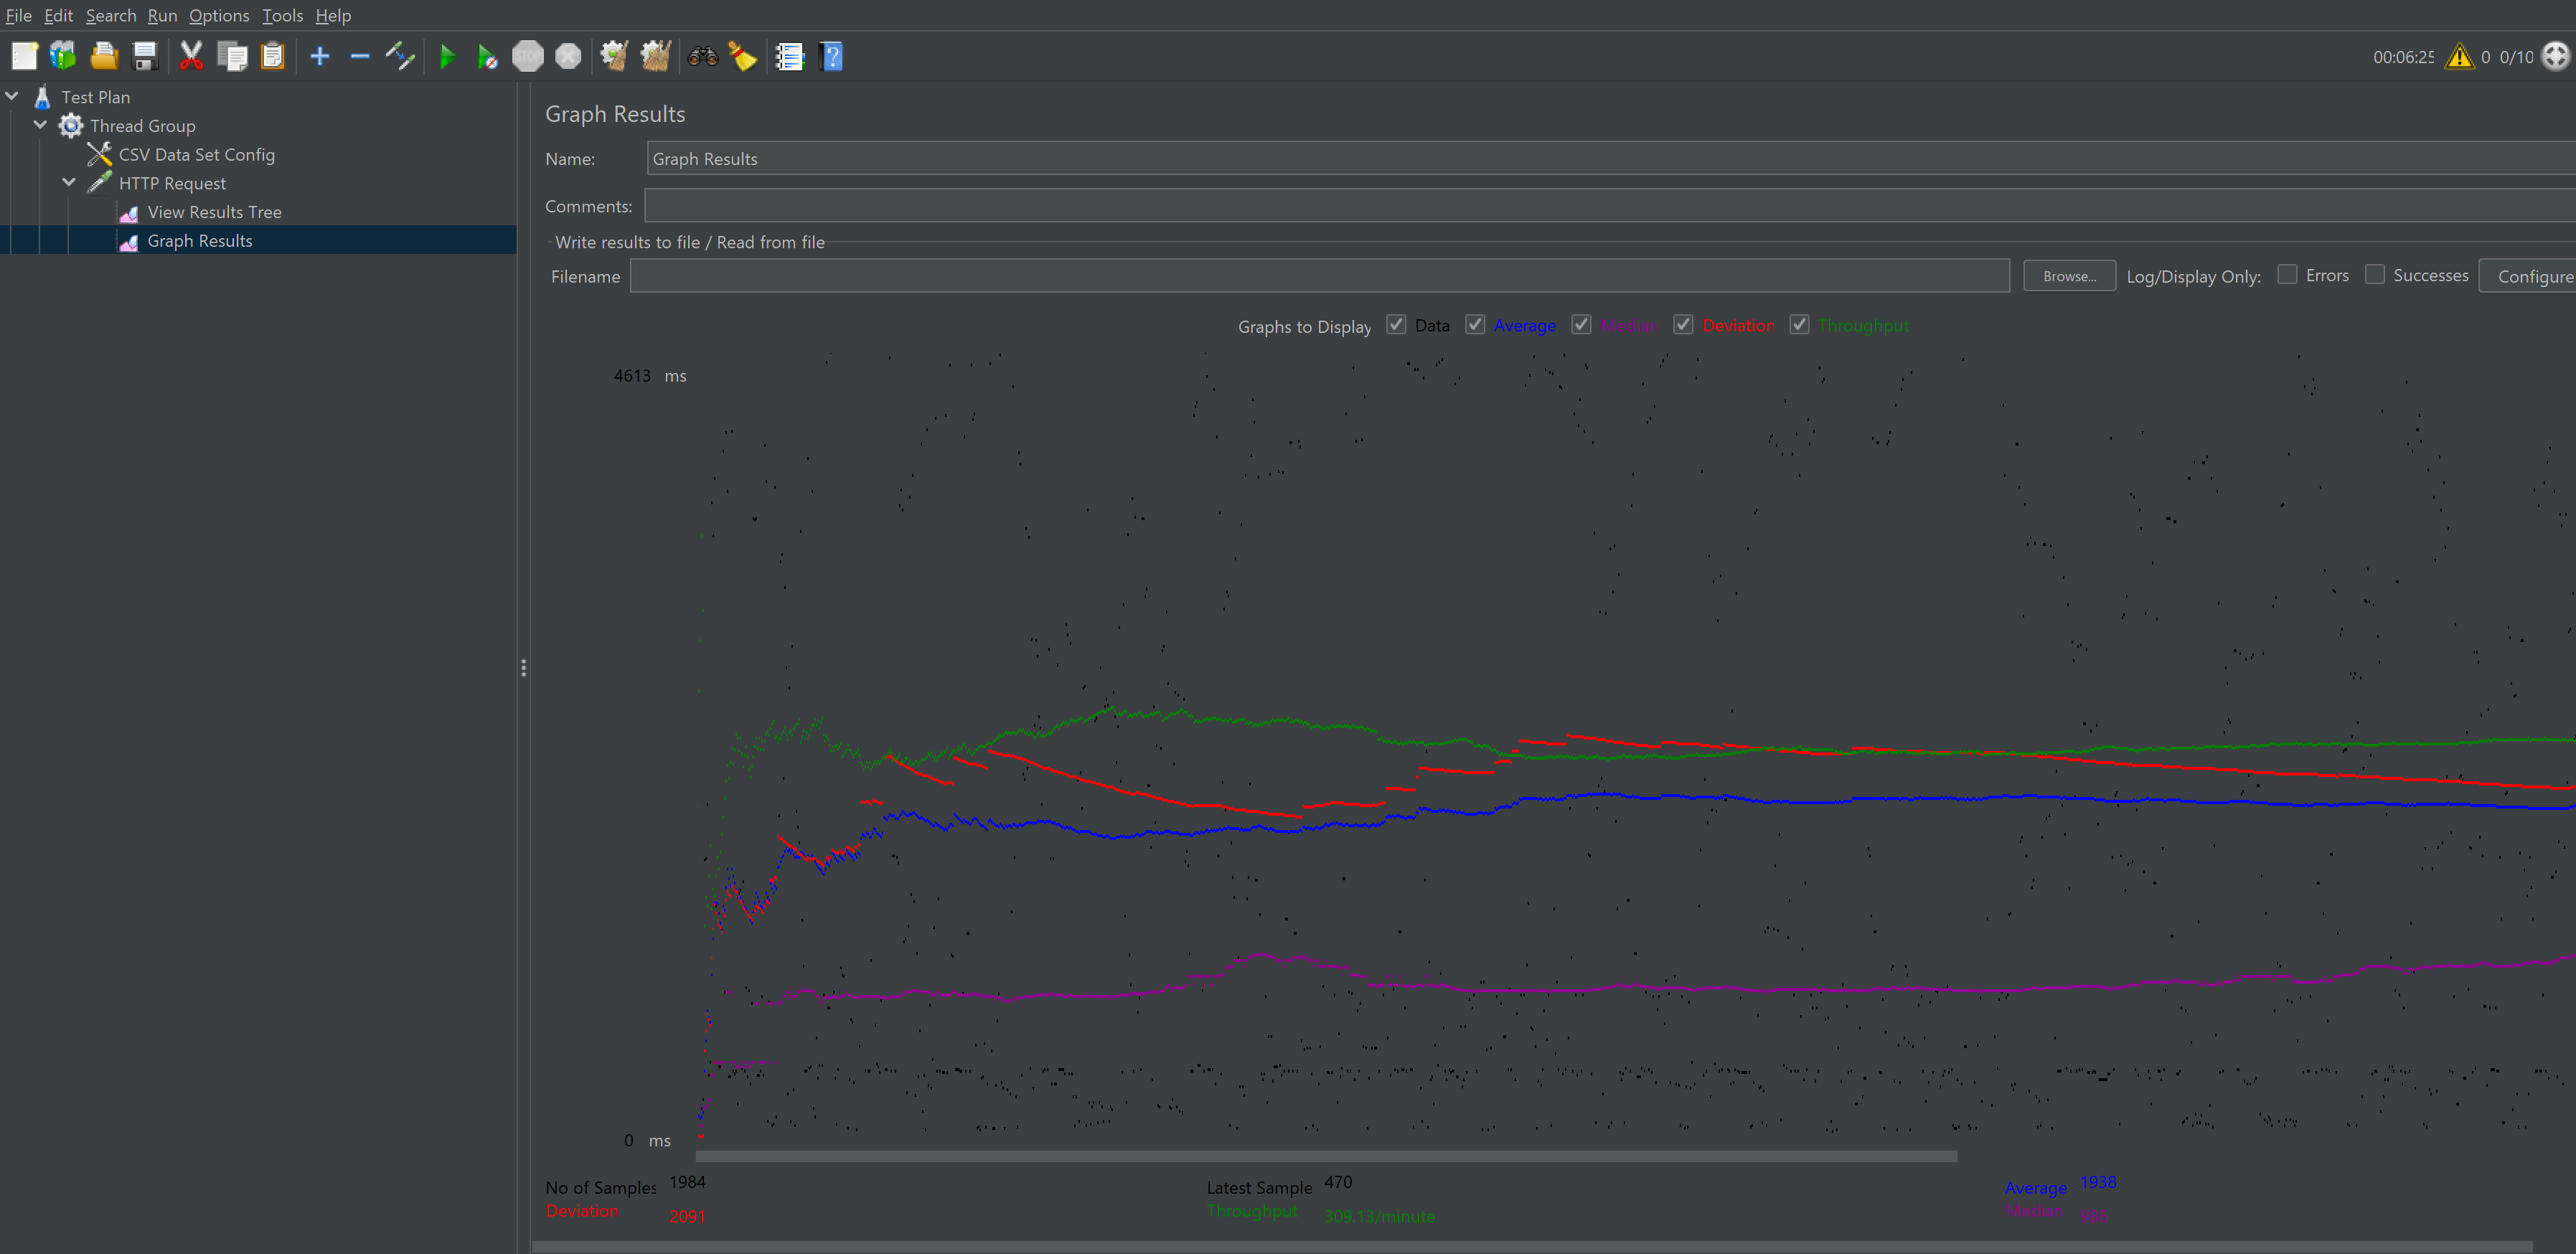 File Edit Search Run Options Tools Help
STOP
00:06:25 0 0/10
Test Plan
Thread Group
CSV Data Set Config
HTTP Request
View Results Tree
Graph Results
Graph Results
Name: Graph Results
Comments:
Write results to file / Read from file
Filename Browse... Log/Display Only: Errors Successes Configure
Graphs to Display Data Average Median Deviation Throughput
4613 ms
0 ms
No of Samples 1984 Latest Sample 470 Average 1938
Deviation 2091 Throughput 309.13/minute Median 986